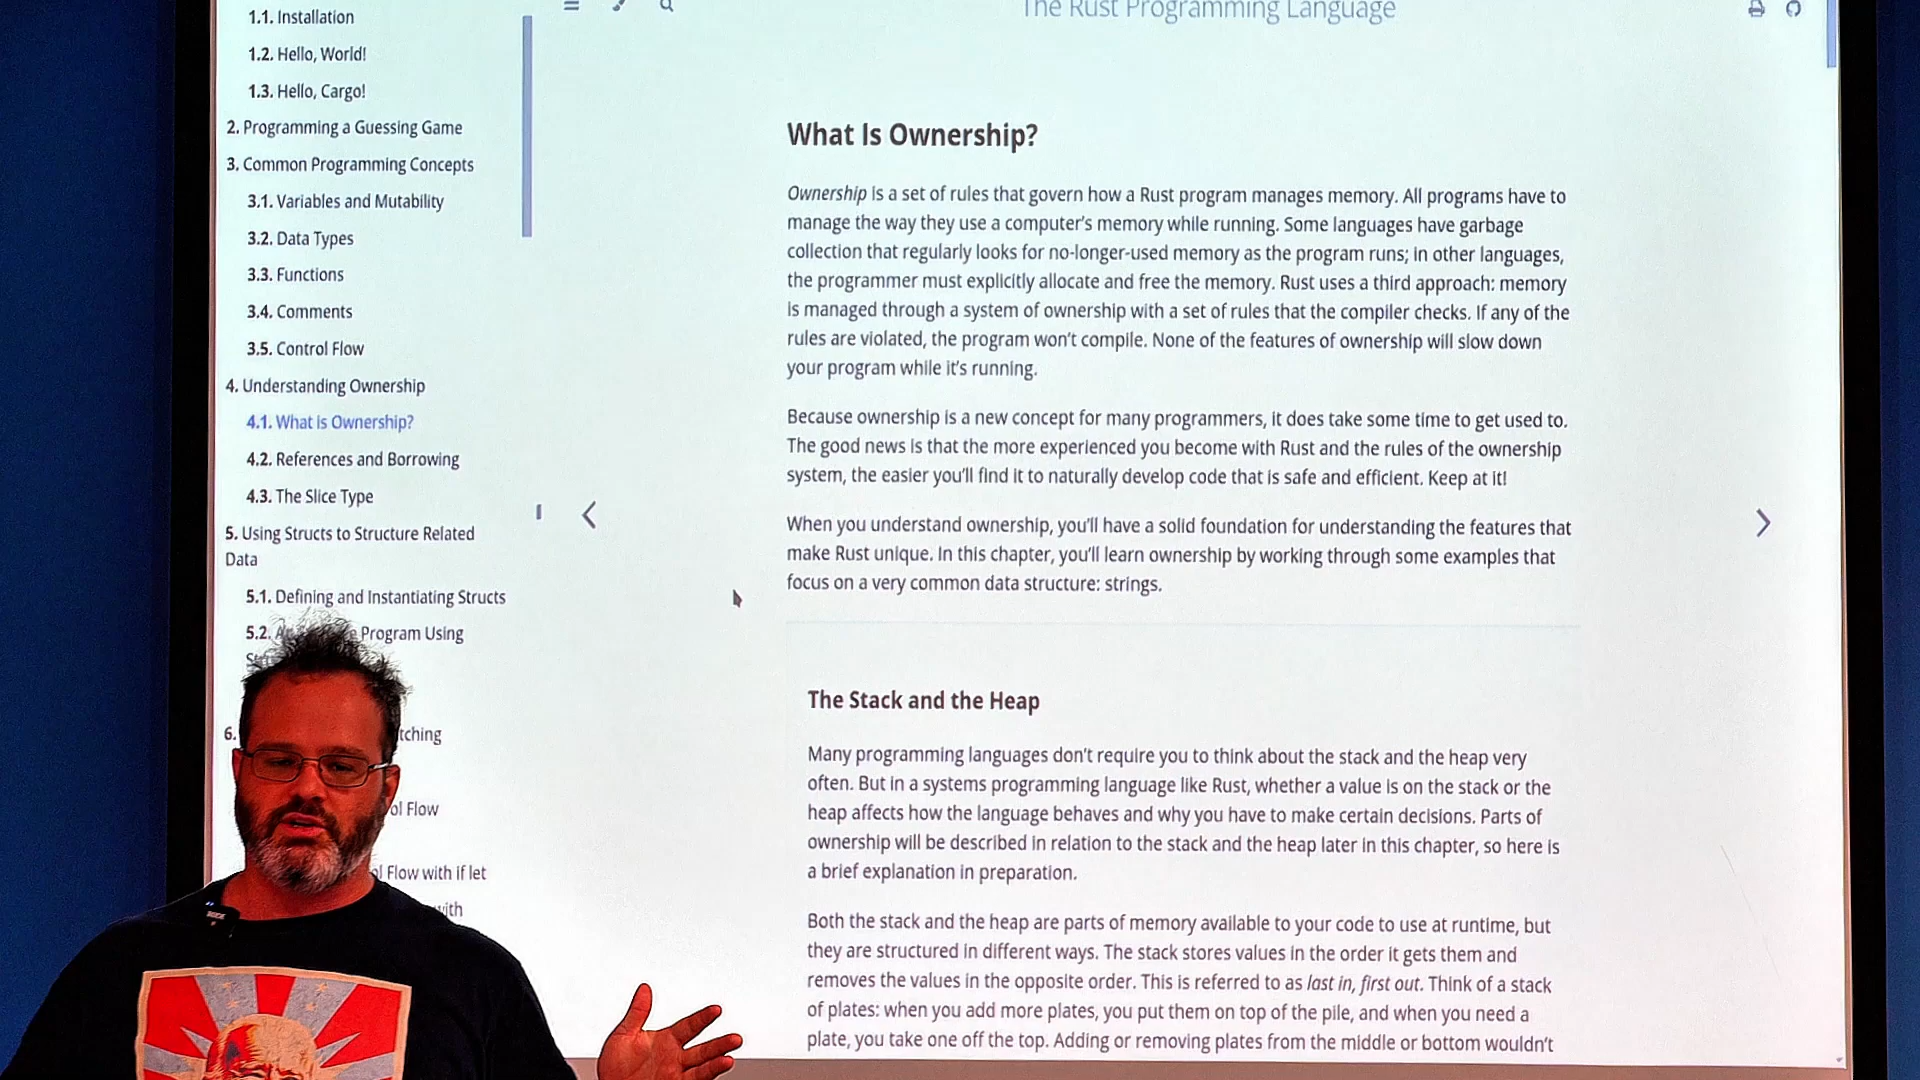 1.1. Installation
1.2. Hello, World!
1.3. Hello, Cargo!
2. Programming a Guessing Game
3. Common Programming Concepts
3.1. Variables and Mutability
3.2. Data Types
3.3. Functions
3.4. Comments
3.5. Control Flow
4. Understanding Ownership
4.1. What is Ownership?
4.2. References and Borrowing
4.3. The Slice Type
5. Using Structs to Structure Related
Data
5.1. Defining and Instantiating Structs
5.2. Program Using
6.
ol Flow
Flow with if let
with
The Rust Programming Language
What Is Ownership?
Ownership is a set of rules that govern how a Rust program manages memory. All programs have to
manage the way they use a computer's memory while running. Some languages have garbage
collection that regularly looks for no-longer-used memory as the program runs; in other languages,
the programmer must explicitly allocate and free the memory. Rust uses a third approach: memory
is managed through a system of ownership with a set of rules that the compiler checks. If any of the
rules are violated, the program won't compile. None of the features of ownership will slow down
your program while it's running.
Because ownership is a new concept for many programmers, it does take some time to get used to.
The good news is that the more experienced you become with Rust and the rules of the ownership
system, the easier you'll find it to naturally develop code that is safe and efficient. Keep at it!
When you understand ownership, you'll have a solid foundation for understanding the features that
make Rust unique. In this chapter, you'll learn ownership by working through some examples that
focus on a very common data structure: strings.
The Stack and the Heap
Many programming languages don't require you to think about the stack and the heap very
often. But in a systems programming language like Rust, whether a value is on the stack or the
heap affects how the language behaves and why you have to make certain decisions. Parts of
ownership will be described in relation to the stack and the heap later in this chapter, so here is
a brief explanation in preparation.
Both the stack and the heap are parts of memory available to your code to use at runtime, but
they are structured in different ways. The stack stores values in the order it gets them and
removes the values in the opposite order. This is referred to as last in, first out. Think of a stack
of plates: when you add more plates, you put them on top of the pile, and when you need a
plate, you take one off the top. Adding or removing plates from the middle or bottom wouldn't